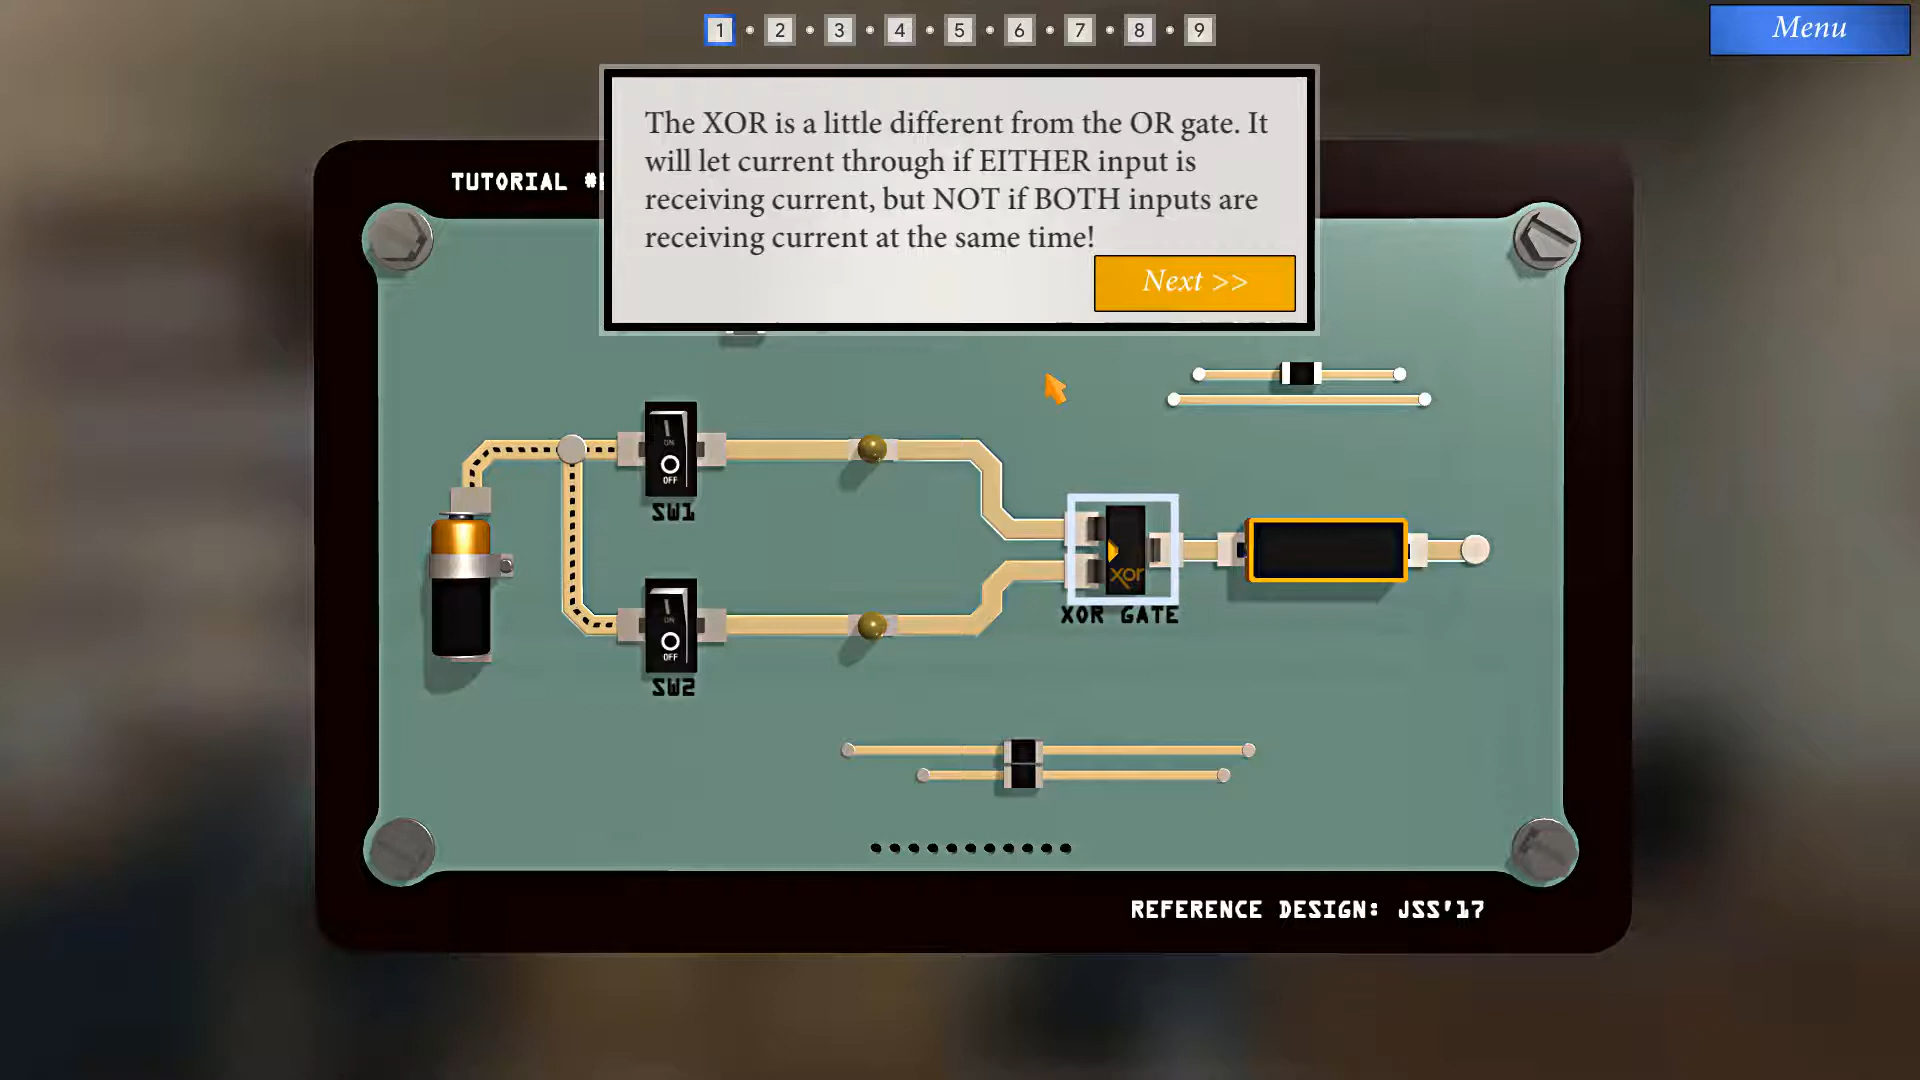 1 2 3 4 5 6 7 8 9
Menu
The XOR is a little different from the OR gate. It
will let current through if EITHER input is
receiving current, but NOT if BOTH inputs are
receiving current at the same time!
Next >>
TUTORIAL
ON
OFF
SW1
xor
XOR GATE
ON
OFF
SW2
REFERENCE DESIGN: JSS'17